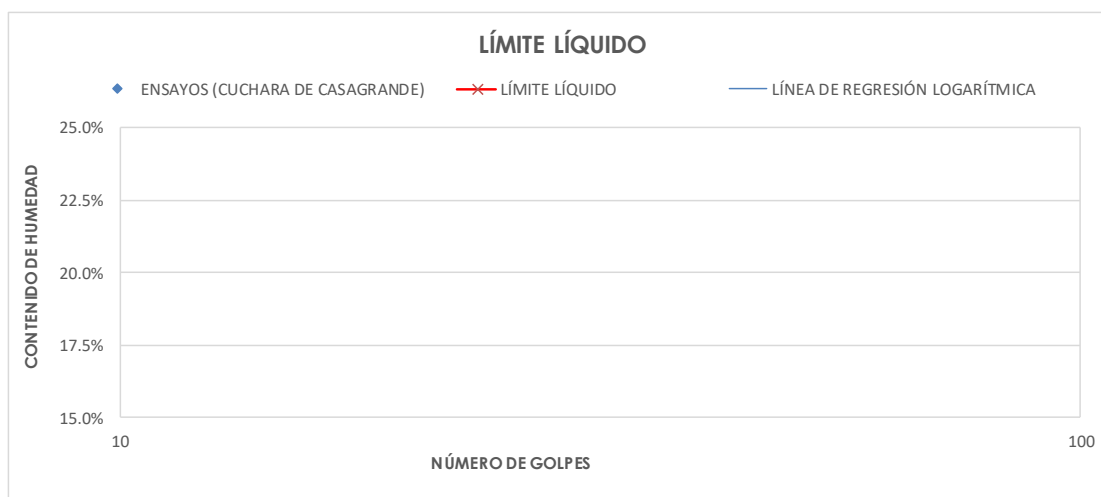 LÍMITE LÍQUIDO
ENSAYOS (CUCHARA DE CASAGRANDE) LÍMITE LÍQUIDO LÍNEA DE REGRESIÓN LOGARÍTMICA
25.0%
22.5%
20.0%
17.5%
15.0%
CONTENIDO DE HUMEDAD
10 100
NÚMERO DE GOLPES